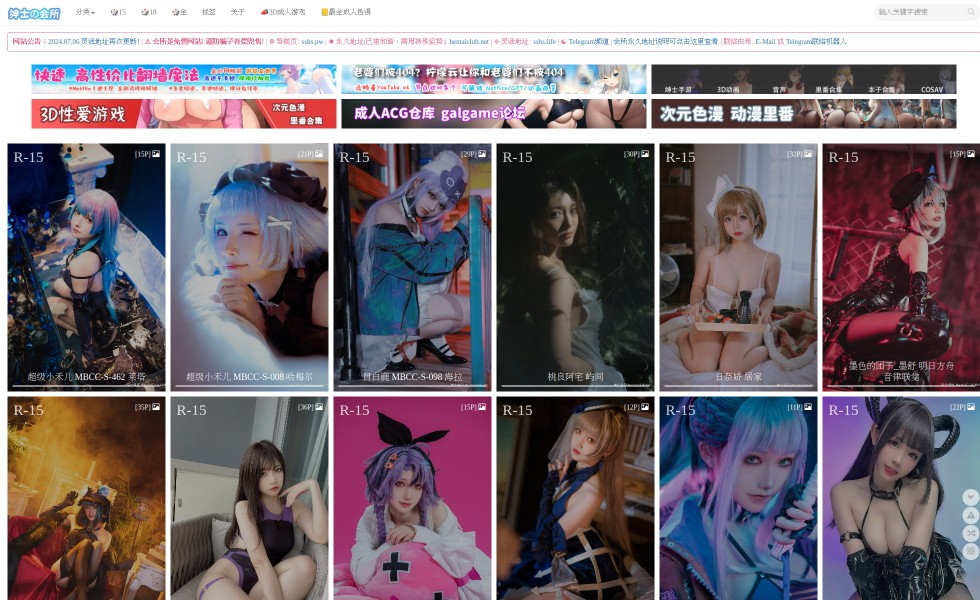 紳士の会所 分类 15 18 全 标签 关于 3D成人游戏 最全成人色漫 输入关键字搜索
网站公告：2024.07.06 灵活地址再次更新! | 会所是免费网站! 谨防骗子有偿兜售! | 导航页: sshs.pw | 永久地址(已被和谐，需用特殊姿势): hentaiclub.net | 灵活地址: sshs.life | Telegram频道 | 会所永久地址说明可点击这里查看 | 联络由希: E-Mail 或 Telegram联络机器人
快速 高性价比翻墙魔法
老婆们被404? 柠檬云让你和老婆们不被404
绅士手游 3D动画 音声 里番合集 本子合集 COSAV
3D性爱游戏 次元色漫 里番合集
成人ACG仓库 galgame论坛
次元色漫 动漫里番
R-15 [15P]
超级小禾儿 MBCC-S-462 莱塔
R-15 [21P]
超级小禾儿 MBCC-S-008 哈梅尔
R-15 [29P]
目白鹿 MBCC-S-098 海拉
R-15 [30P]
桃良阿宅 屿间
R-15 [32P]
日奈娇 居家
R-15 [15P]
墨色的团子_墨舒 明日方舟
音律联觉
R-15 [35P]
R-15 [36P]
R-15 [15P]
R-15 [12P]
R-15 [11P]
R-15 [22P]